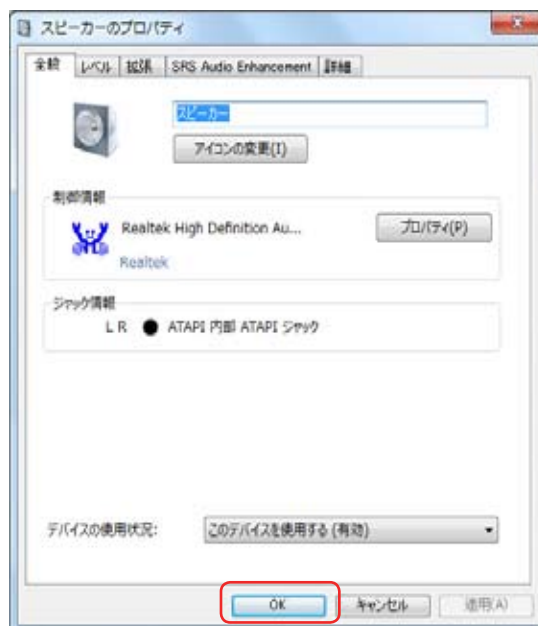 スピーカーのプロパティ
全般 レベル 拡張 SRS Audio Enhancement 詳細
スピーカー
アイコンの変更(I)
制御情報
Realtek High Definition Au...
プロパティ(P)
Realtek
ジャック情報
L R ATAPI 内部 ATAPI ジャック
デバイスの使用状況: このデバイスを使用する (有効)
OK キャンセル 適用(A)